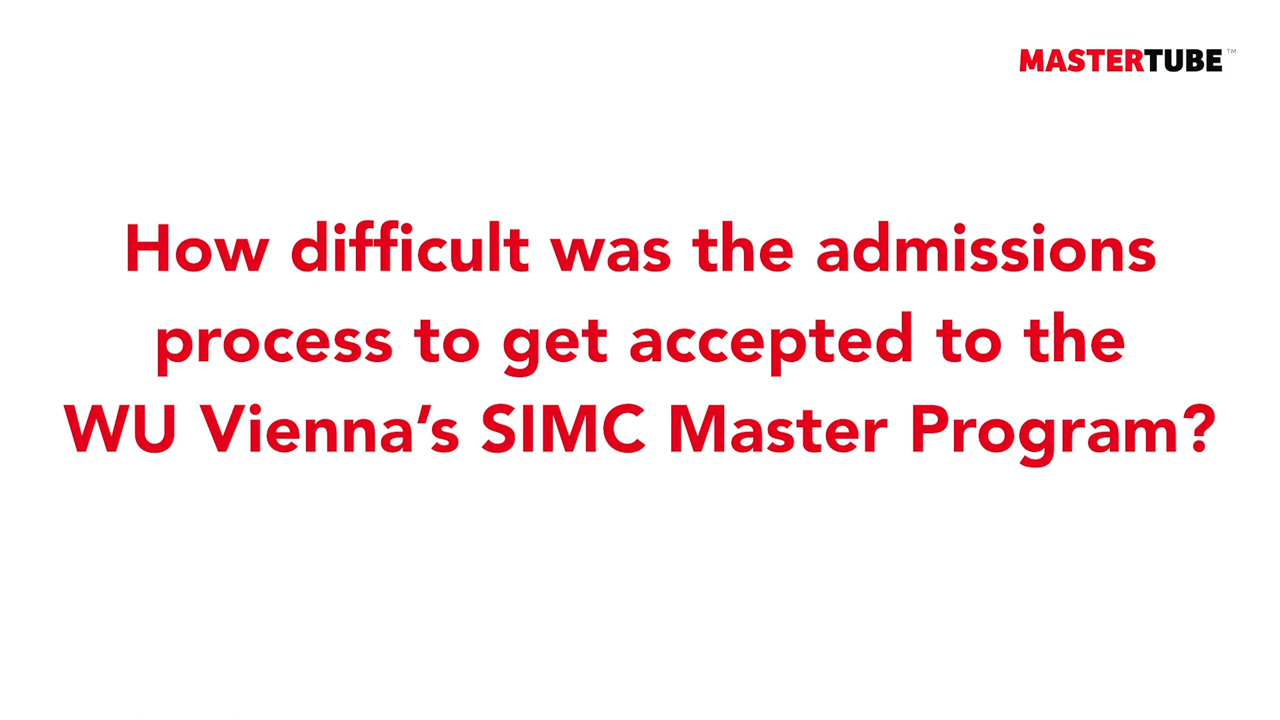 MASTERTUBE™
How difficult was the admissions
process to get accepted to the
WU Vienna’s SIMC Master Program?